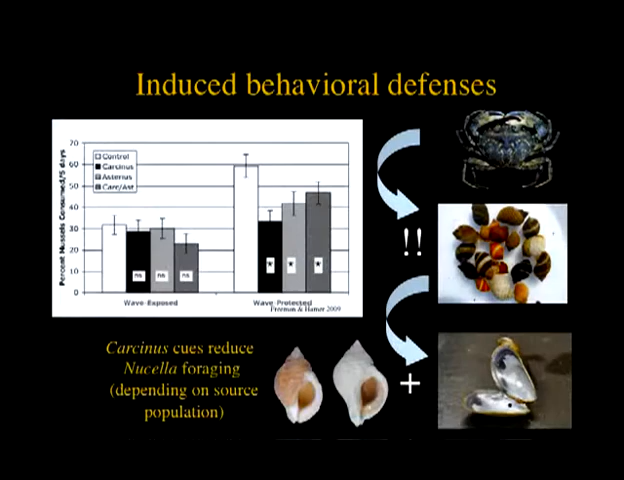 Induced behavioral defenses
Percent Mussels Consumed/5 days
70
60
50
40
30
20
10
0
Control
Carcinus
Asterias
Carc/Ast
ns
ns
ns
*
*
*
Wave-Exposed
Wave-Protected
Freeman & Hamer 2009
!!
+
Carcinus cues reduce
Nucella foraging
(depending on source
population)